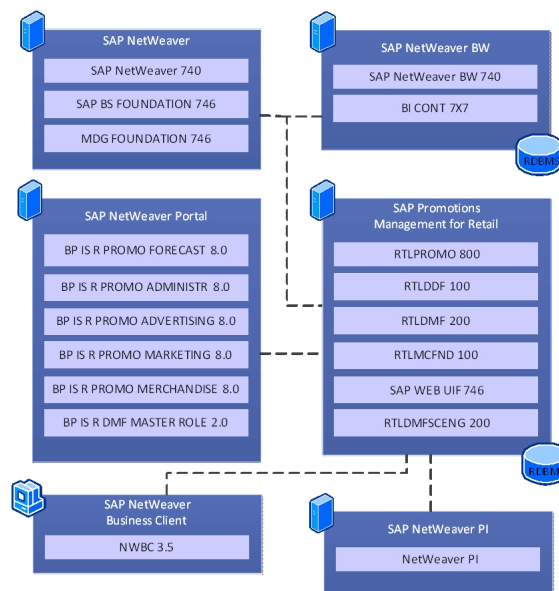 SAP NetWeaver
SAP NetWeaver 740
SAP BS FOUNDATION 746
MDG FOUNDATION 746
SAP NetWeaver BW
SAP NetWeaver BW 740
BI CONT 7X7
RDBMS
SAP NetWeaver Portal
BP IS R PROMO FORECAST 8.0
BP IS R PROMO ADMINISTR 8.0
BP IS R PROMO ADVERTISING 8.0
BP IS R PROMO MARKETING 8.0
BP IS R PROMO MERCHANDISE 8.0
BP IS R DMF MASTER ROLE 2.0
SAP Promotions
Management for Retail
RTLPROMO 800
RTLDDF 100
RTLDMF 200
RTLMCFND 100
SAP WEB UIF 746
RTLDMFSCENG 200
RDBMS
SAP NetWeaver
Business Client
NWBC 3.5
SAP NetWeaver PI
NetWeaver PI